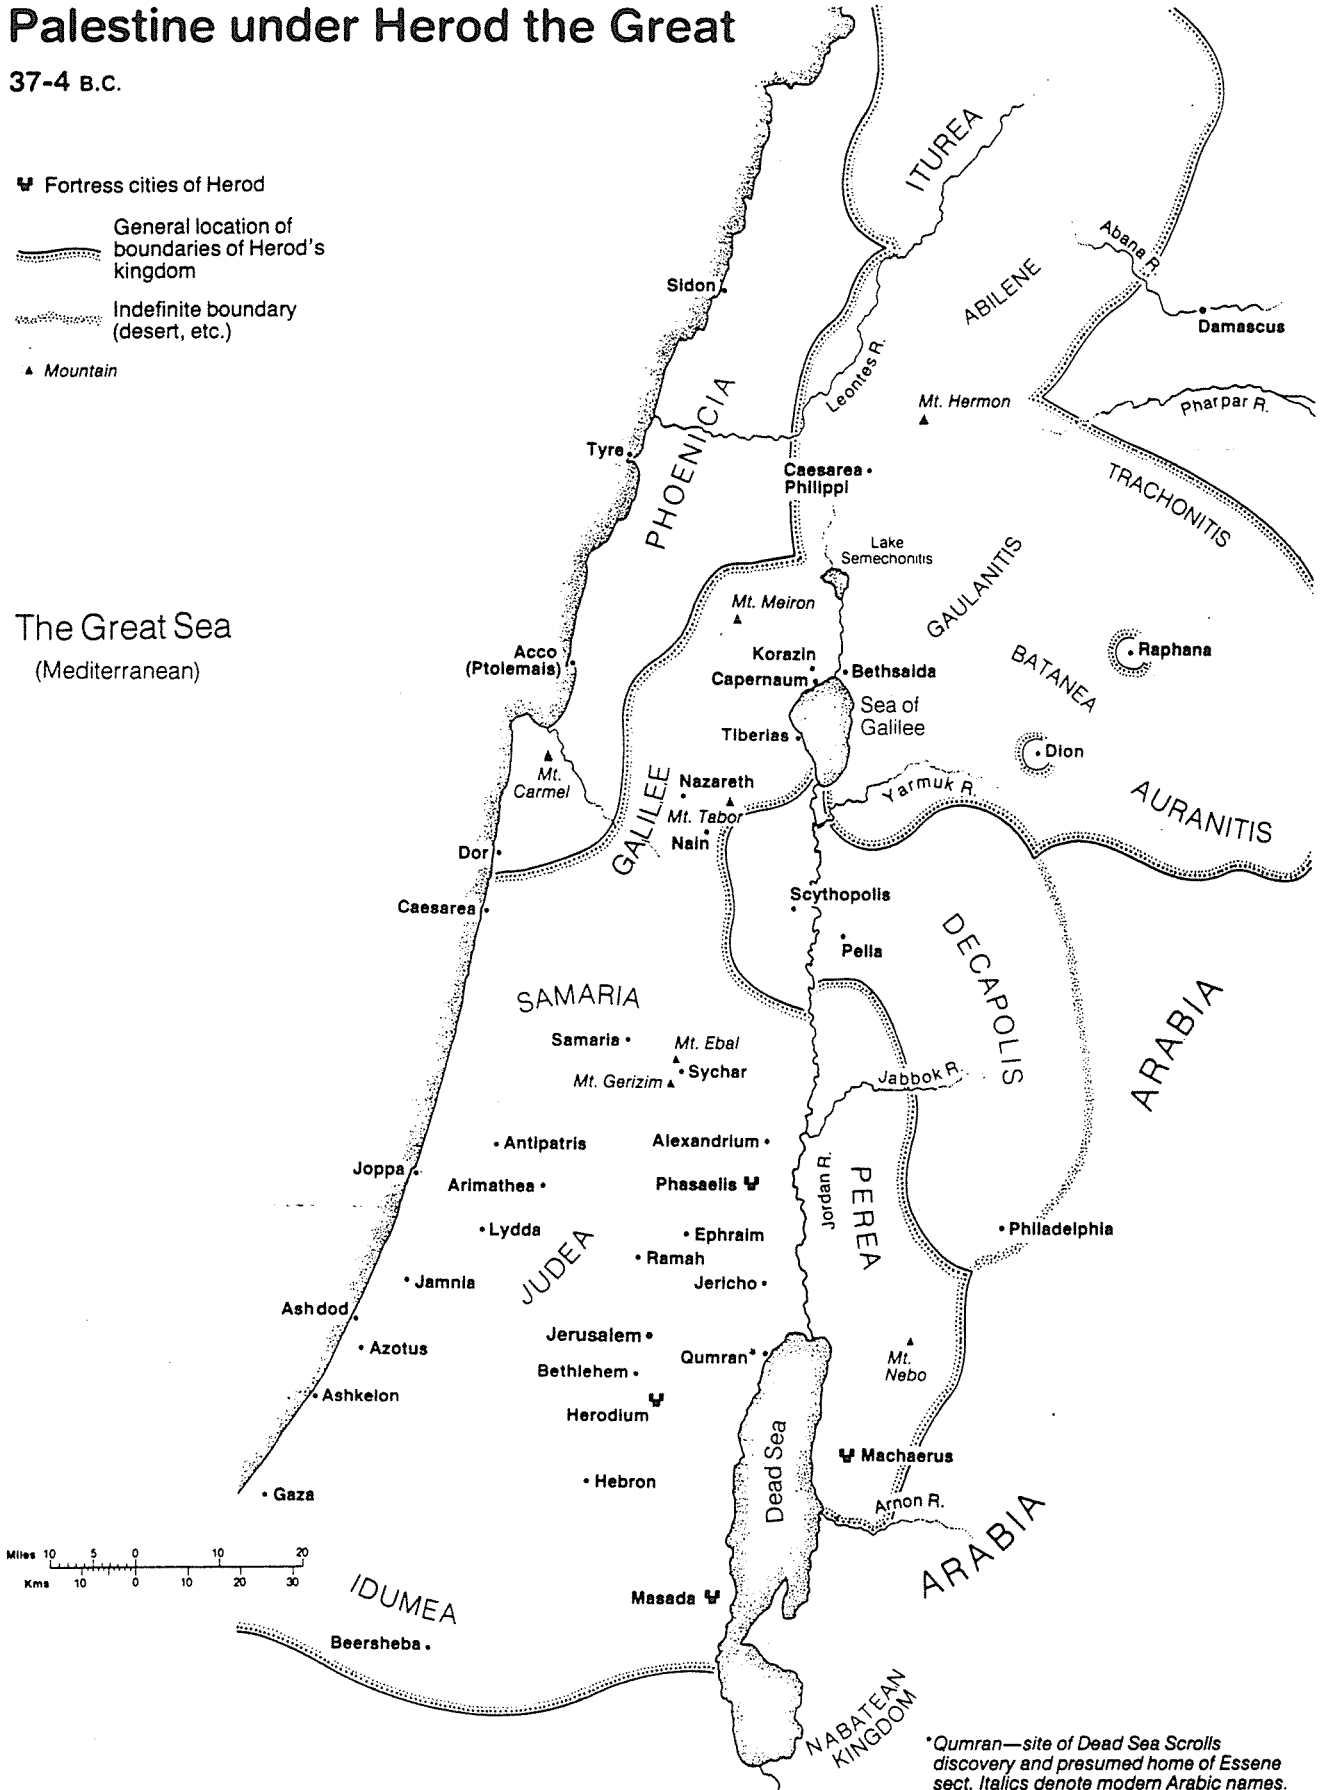 Palestine under Herod the Great
37-4 B.C.
Fortress cities of Herod
General location of
boundaries of Herod's
kingdom
Indefinite boundary
(desert, etc.)
Mountain
ITUREA
Abana R.
Sidon
ABILENE
Damascus
Leontes R.
Mt. Hermon
Pharpar R.
PHOENICIA
Tyre
Caesarea
Philippi
TRACHONITIS
Lake
Semechonitis
GAULANITIS
Mt. Meiron
The Great Sea
(Mediterranean)
Acco
(Ptolemais)
Korazin
Capernaum
Bethsaida
BATANEA
Raphana
Sea of
Galilee
Tiberias
Dion
Mt.
Carmel
GALILEE
Nazareth
Mt. Tabor
Nain
Yarmuk R.
AURANITIS
Dor
Caesarea
Scythopolis
Pella
DECAPOLIS
SAMARIA
ARABIA
Samaria
Mt. Ebal
Sychar
Mt. Gerizim
Jabbok R.
Antipatris
Alexandrium
Joppa
Arimathea
Phasaelis
Jordan R.
PEREA
Lydda
Ephraim
Philadelphia
JUDEA
Ramah
Jamnia
Jericho
Ashdod
Jerusalem
Azotus
Qumran*
Mt.
Nebo
Bethlehem
Ashkelon
Herodium
Dead Sea
Machaerus
Hebron
Gaza
Arnon R.
ARABIA
Miles 10 5 0 10 20
Kms 10 0 10 20 30
IDUMEA
Masada
Beersheba
NABATEAN
KINGDOM
*Qumran—site of Dead Sea Scrolls
discovery and presumed home of Essene
sect. Italics denote modern Arabic names.